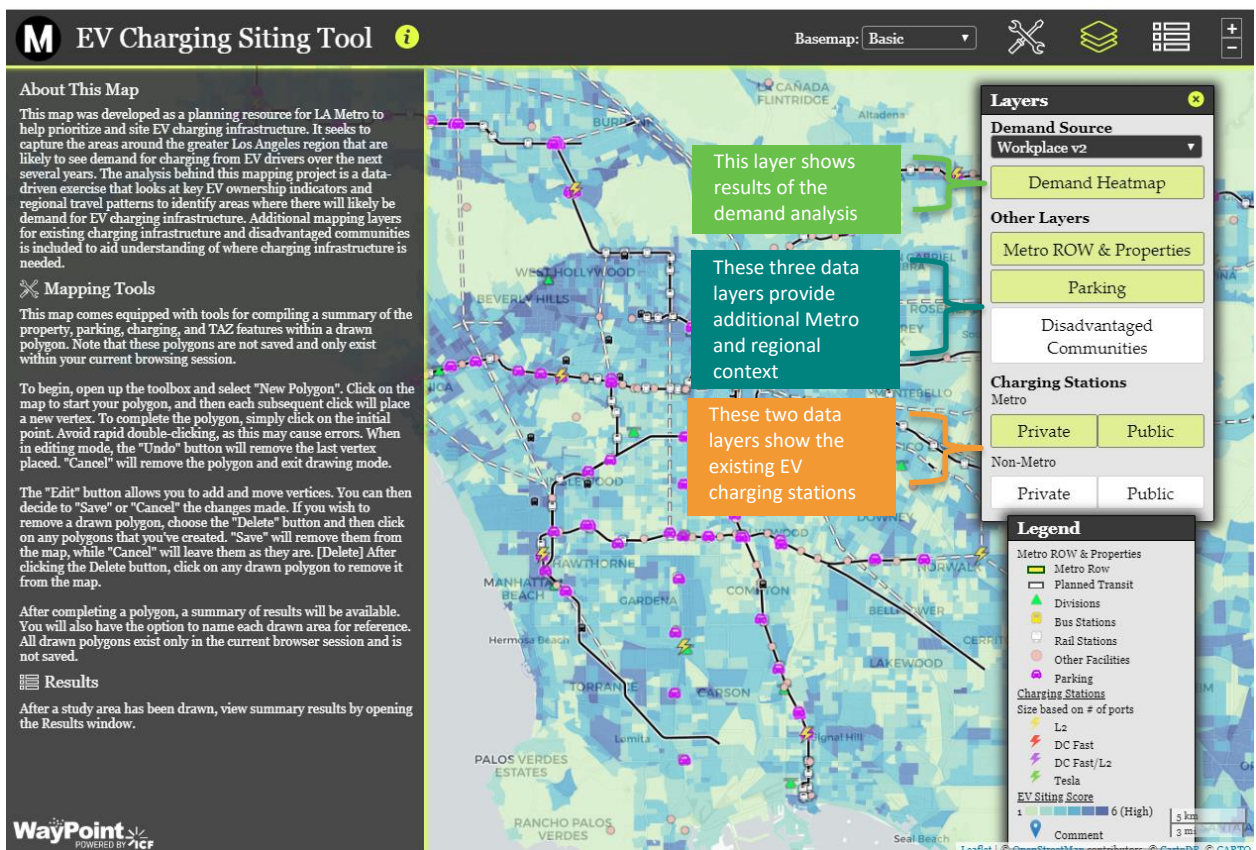 M EV Charging Siting Tool i
Basemap: Basic
+
−
About This Map
This map was developed as a planning resource for LA Metro to
help prioritize and site EV charging infrastructure. It seeks to
capture the areas around the greater Los Angeles region that are
likely to see demand for charging from EV drivers over the next
several years. The analysis behind this mapping project is a data-
driven exercise that looks at key EV ownership indicators and
regional travel patterns to identify areas where there will likely be
demand for EV charging infrastructure. Additional mapping layers
for existing charging infrastructure and disadvantaged communities
is included to aid understanding of where charging infrastructure is
needed.
Mapping Tools
This map comes equipped with tools for compiling a summary of the
property, parking, charging, and TAZ features within a drawn
polygon. Note that these polygons are not saved and only exist
within your current browsing session.
To begin, open up the toolbox and select "New Polygon". Click on the
map to start your polygon, and then each subsequent click will place
a new vertex. To complete the polygon, simply click on the initial
point. Avoid rapid double-clicking, as this may cause errors. When
in editing mode, the "Undo" button will remove the last vertex
placed. "Cancel" will remove the polygon and exit drawing mode.
The "Edit" button allows you to add and move vertices. You can then
decide to "Save" or "Cancel" the changes made. If you wish to
remove a drawn polygon, choose the "Delete" button and then click
on any polygons that you've created. "Save" will remove them from
the map, while "Cancel" will leave them as they are. [Delete] After
clicking the Delete button, click on any drawn polygon to remove it
from the map.
After completing a polygon, a summary of results will be available.
You will also have the option to name each drawn area for reference.
All drawn polygons exist only in the current browser session and is
not saved.
Results
After a study area has been drawn, view summary results by opening
the Results window.
WayPoint
POWERED BY ICF
LA CAÑADA
FLINTRIDGE
Altadena
WEST HOLLYWOOD
BEVERLY HILLS
MONTEBELLO
DOWNEY
HAWTHORNE
MANHATTAN
BEACH
GARDENA
COMPTON
NORWALK
BELLFLOWER
Hermosa Beach
LAKEWOOD
TORRANCE
CARSON
Lomita
Signal Hill
PALOS VERDES
ESTATES
RANCHO PALOS
VERDES
Seal Beach
This layer shows
results of the
demand analysis
These three data
layers provide
additional Metro
and regional
context
These two data
layers show the
existing EV
charging stations
Layers
Demand Source
Workplace v2
Demand Heatmap
Other Layers
Metro ROW & Properties
Parking
Disadvantaged
Communities
Charging Stations
Metro
Private Public
Non-Metro
Private Public
Legend
Metro ROW & Properties
Metro Row
Planned Transit
Divisions
Bus Stations
Rail Stations
Other Facilities
Parking
Charging Stations
Size based on # of ports
L2
DC Fast
DC Fast/L2
Tesla
EV Siting Score
1 6 (High)
Comment
5 km
3 mi
Leaflet | © OpenStreetMap contributors, © CartoDB, © CARTO